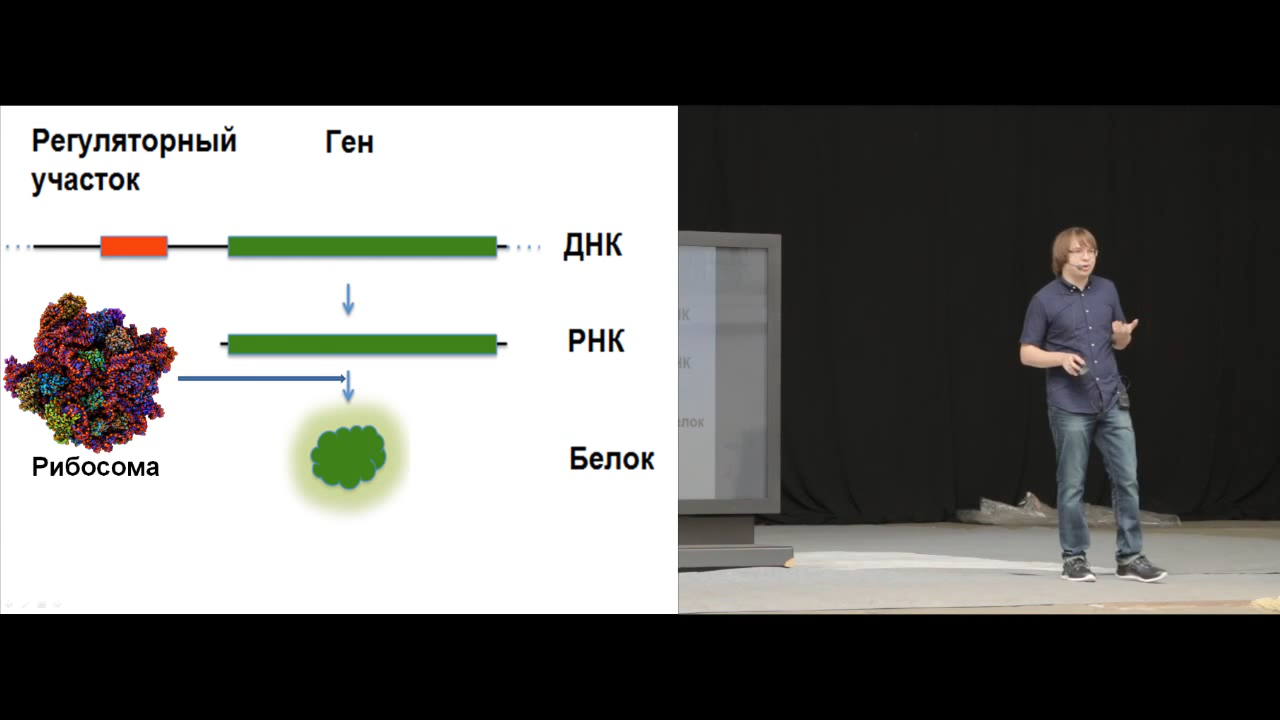 Регуляторный
участок
Ген
ДНК
РНК
Рибосома
Белок